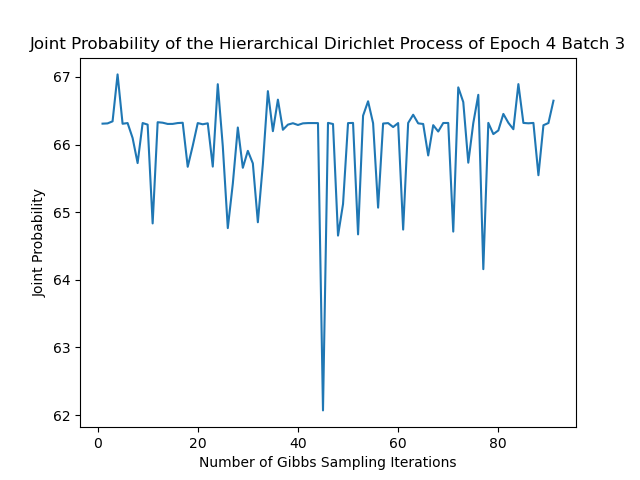 Joint Probability of the Hierarchical Dirichlet Process of Epoch 4 Batch 3
67
66
65
64
63
62
Joint Probability
0 20 40 60 80
Number of Gibbs Sampling Iterations